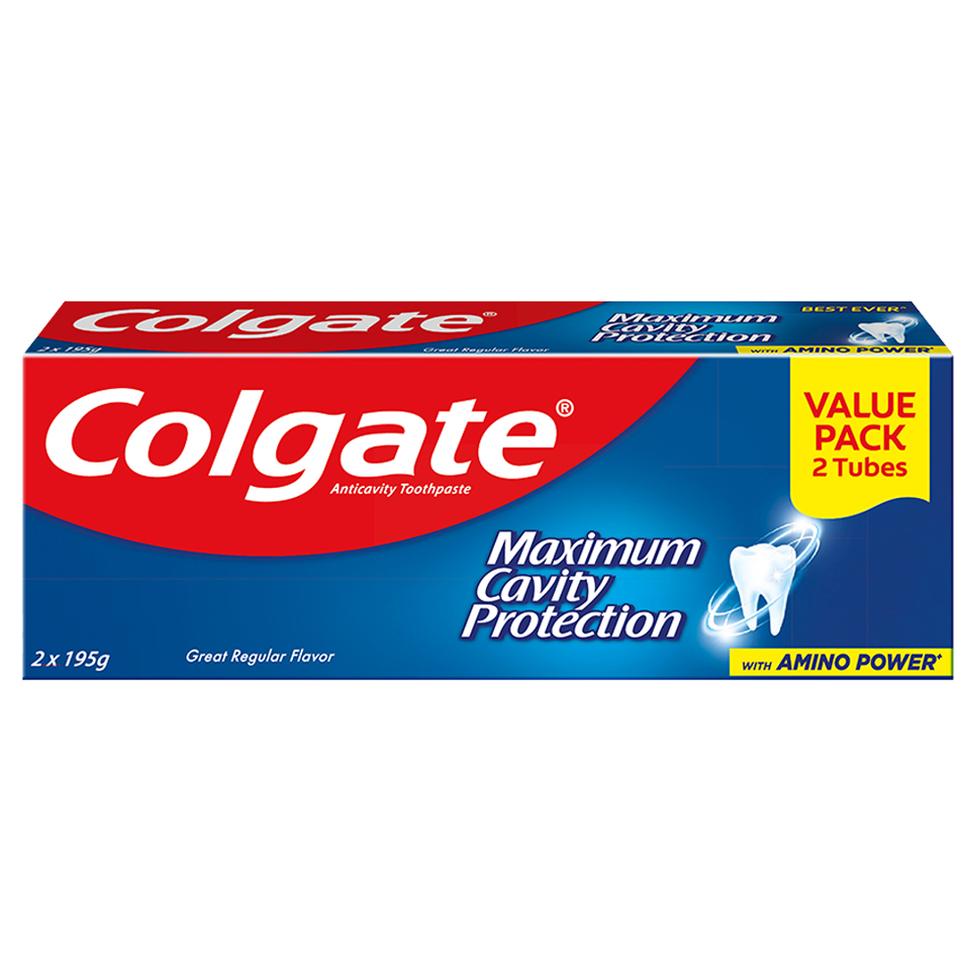 Colgate®
Maximum
Cavity
Protection
BEST EVER^
2 x 195g
Great Regular Flavor
WITH AMINO POWER+
Colgate®
Anticavity Toothpaste
VALUE
PACK
2 Tubes
Maximum
Cavity
Protection
2 x 195g
Great Regular Flavor
WITH AMINO POWER+